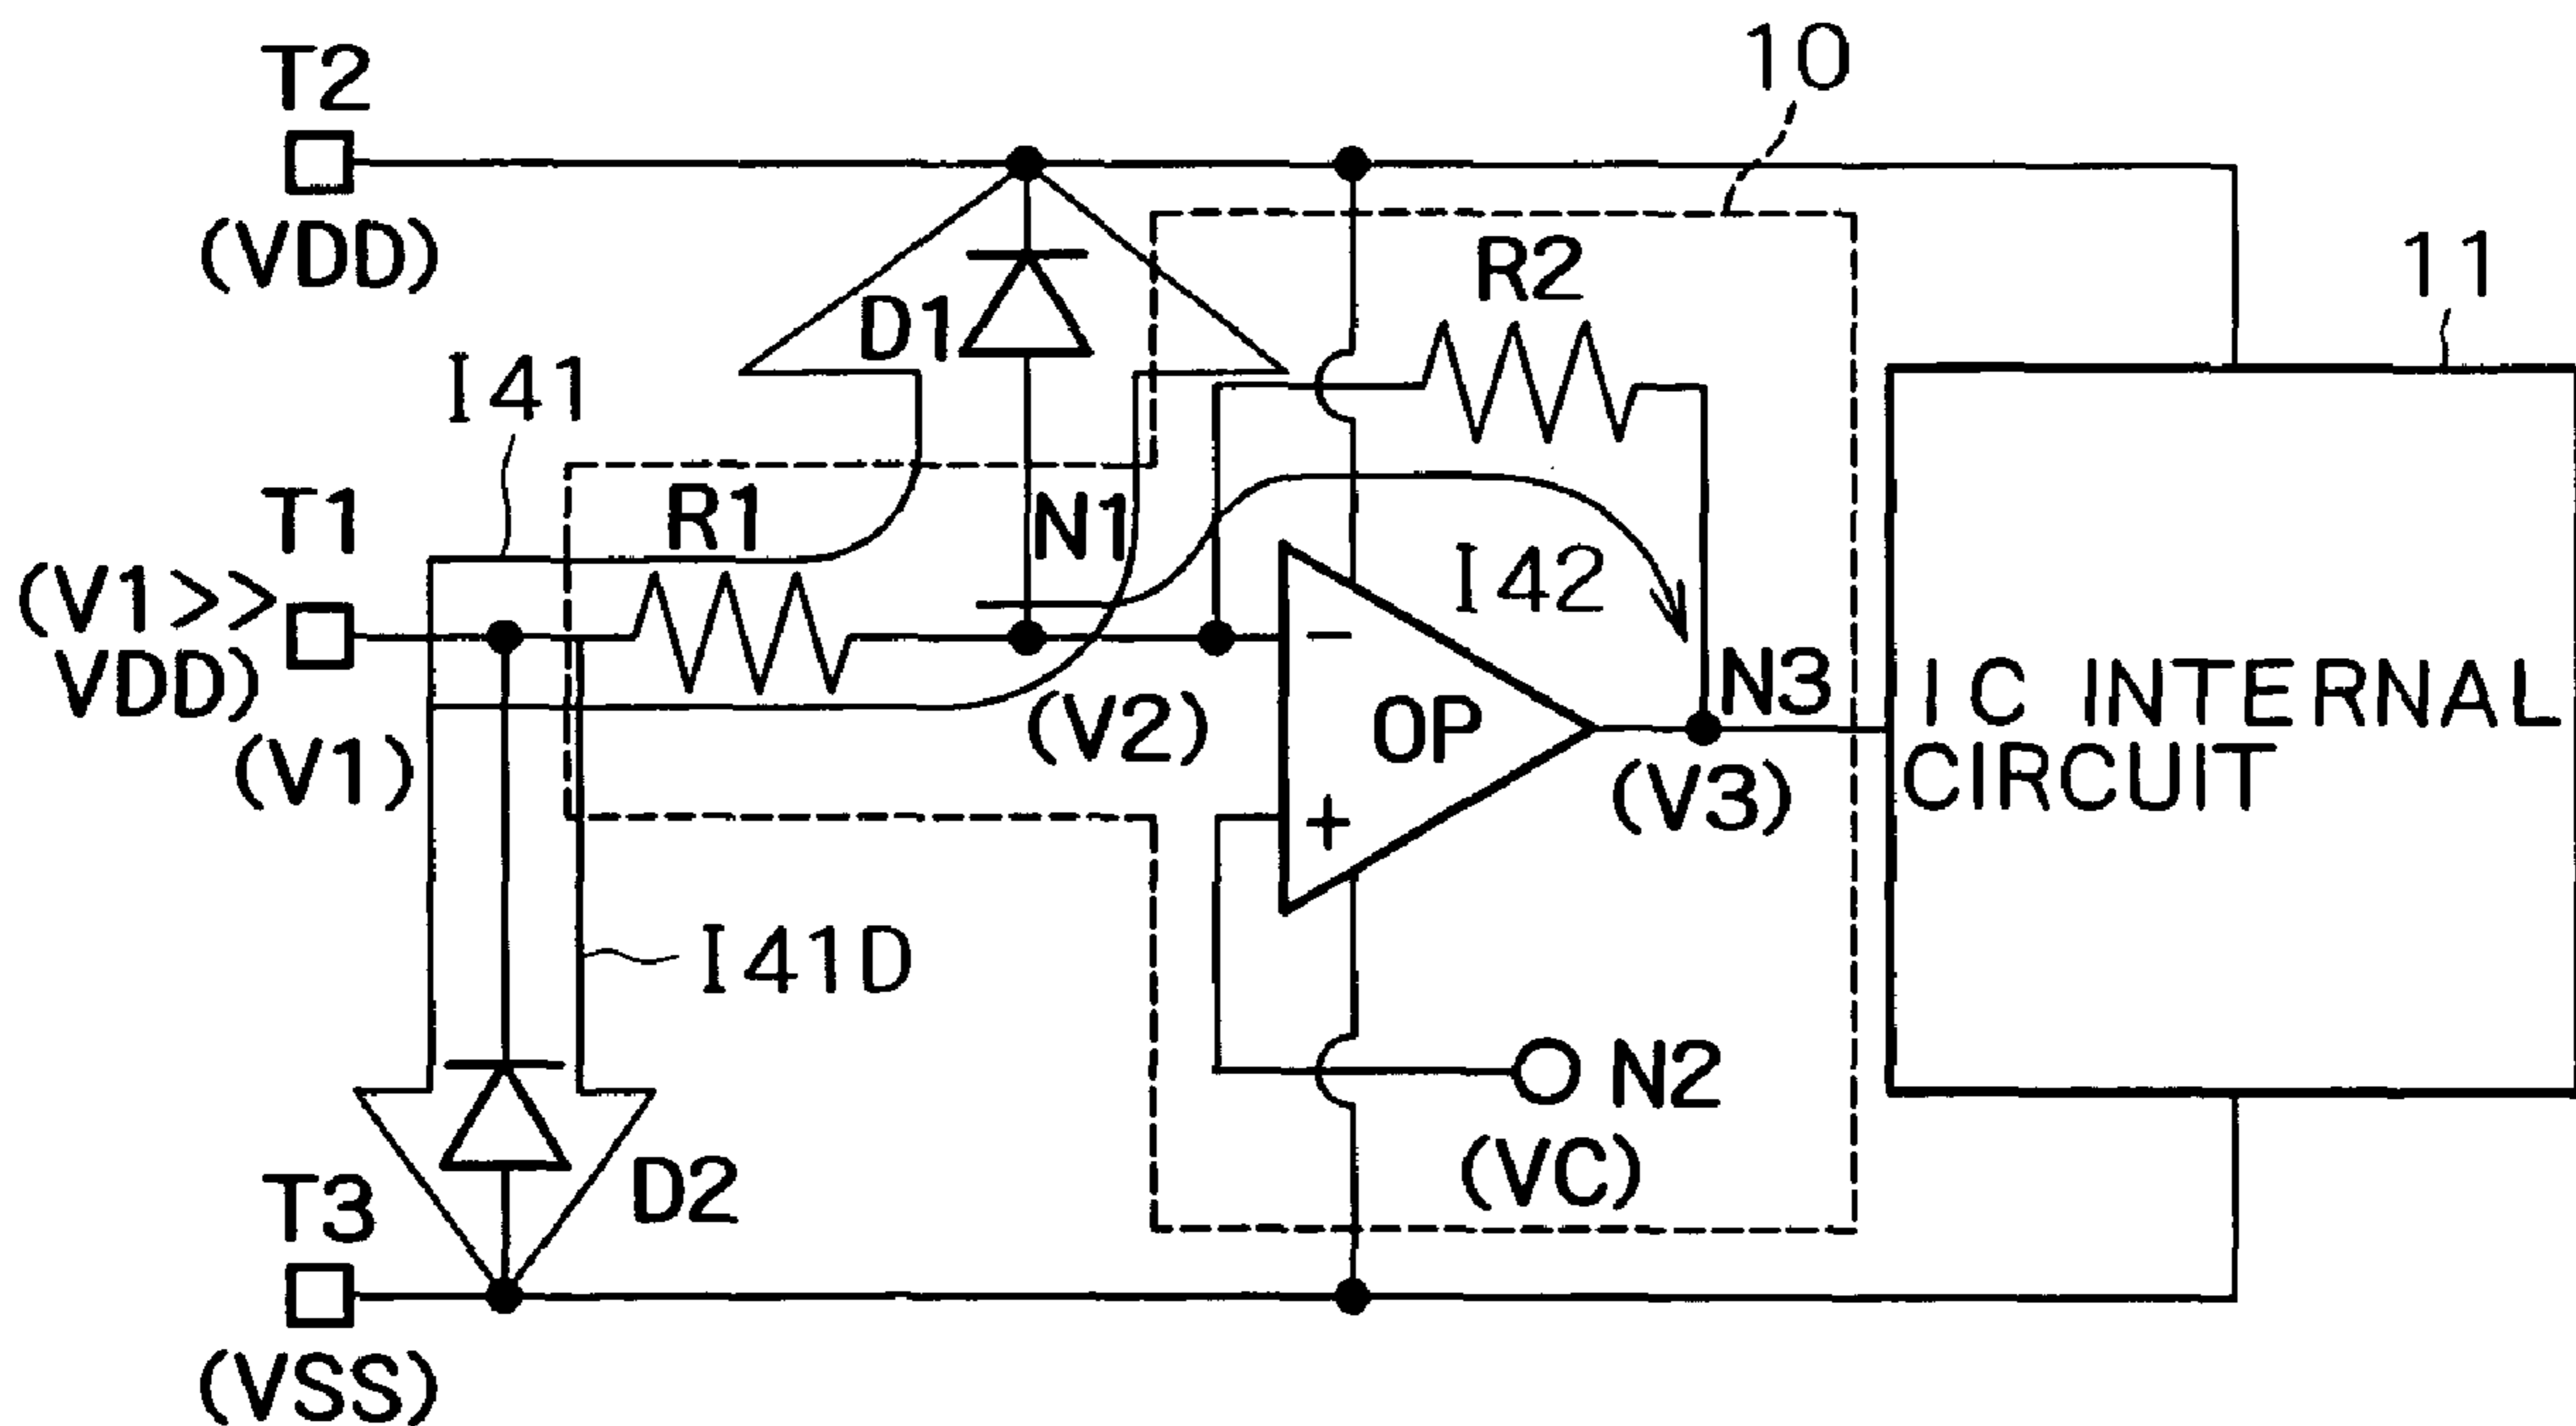 10
T2
(VDD)
R2
11
D1
I41
R1
N1
T1
(V1>>
VDD)
(V1)
I42
N3
(V2)
−
OP
+
(V3)
IC INTERNAL
CIRCUIT
I41D
N2
(VC)
D2
T3
(VSS)